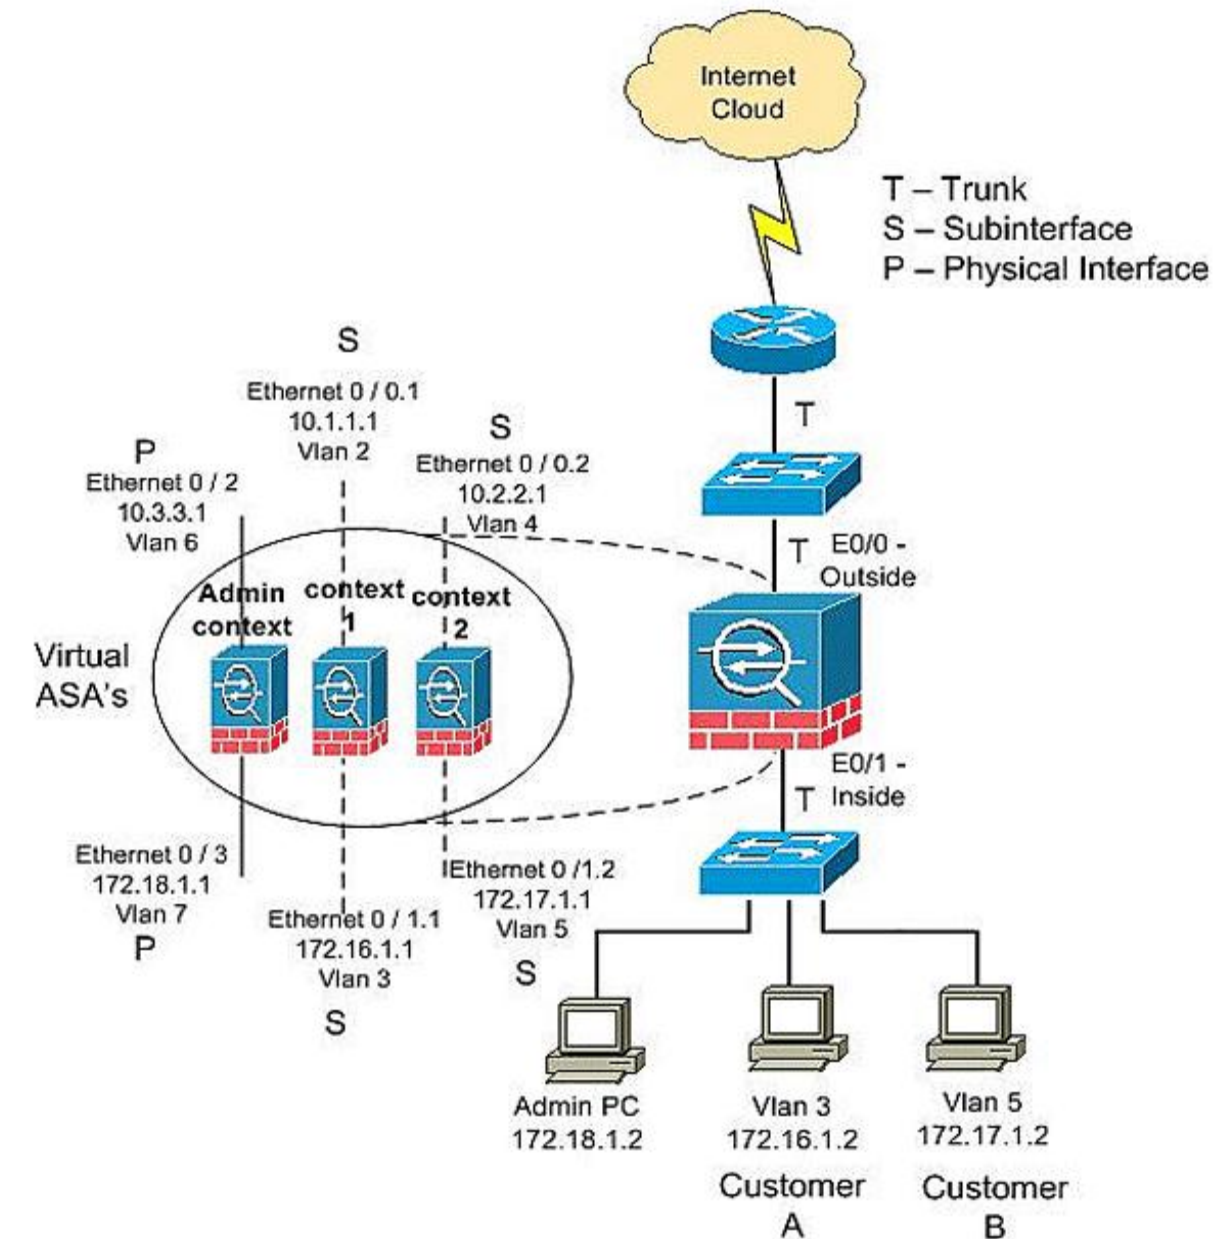 Internet
Cloud
T – Trunk
S – Subinterface
P – Physical Interface
S
Ethernet 0 / 0.1
10.1.1.1
Vlan 2
T
P
Ethernet 0 / 2
10.3.3.1
Vlan 6
S
Ethernet 0 / 0.2
10.2.2.1
Vlan 4
T
E0/0 -
Outside
Admin
context
context
1
context
2
Virtual
ASA's
E0/1 -
Inside
T
Ethernet 0 / 3
172.18.1.1
Vlan 7
P
Ethernet 0 / 1.1
172.16.1.1
Vlan 3
S
Ethernet 0 /1.2
172.17.1.1
Vlan 5
S
Admin PC
172.18.1.2
Vlan 3
172.16.1.2
Customer
A
Vlan 5
172.17.1.2
Customer
B